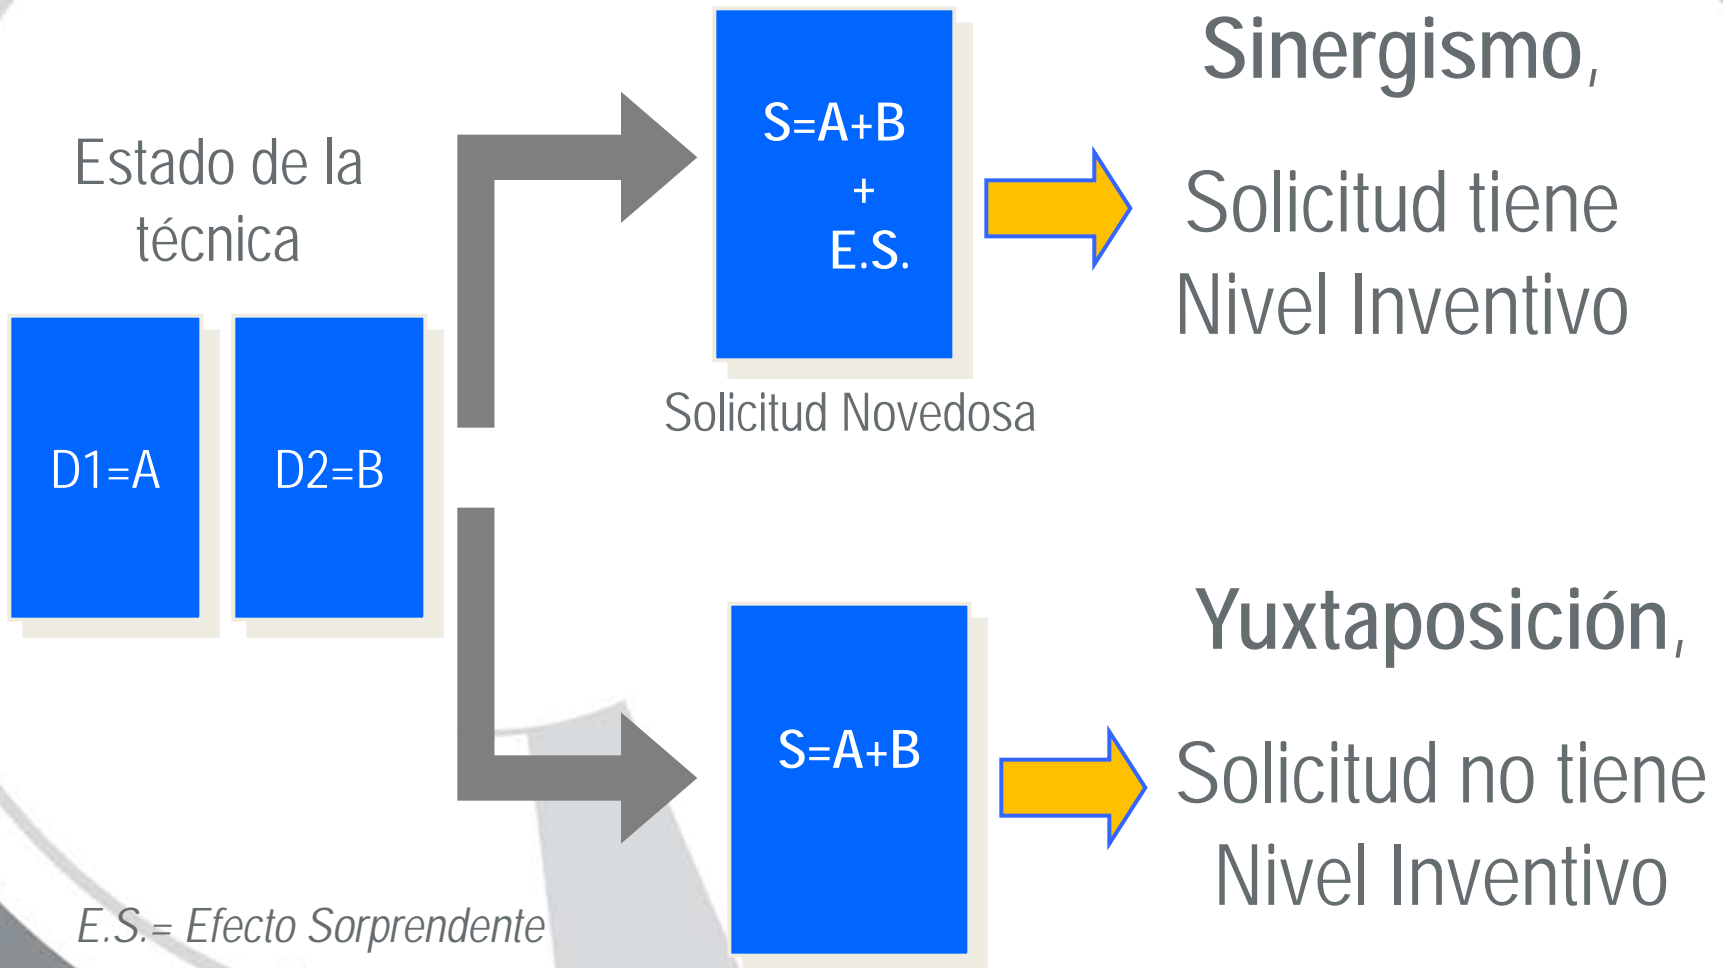 Estado de la
técnica
D1=A
D2=B
S=A+B
+
E.S.
Solicitud Novedosa
Sinergismo,
Solicitud tiene
Nivel Inventivo
S=A+B
Yuxtaposición,
Solicitud no tiene
Nivel Inventivo
E.S.= Efecto Sorprendente